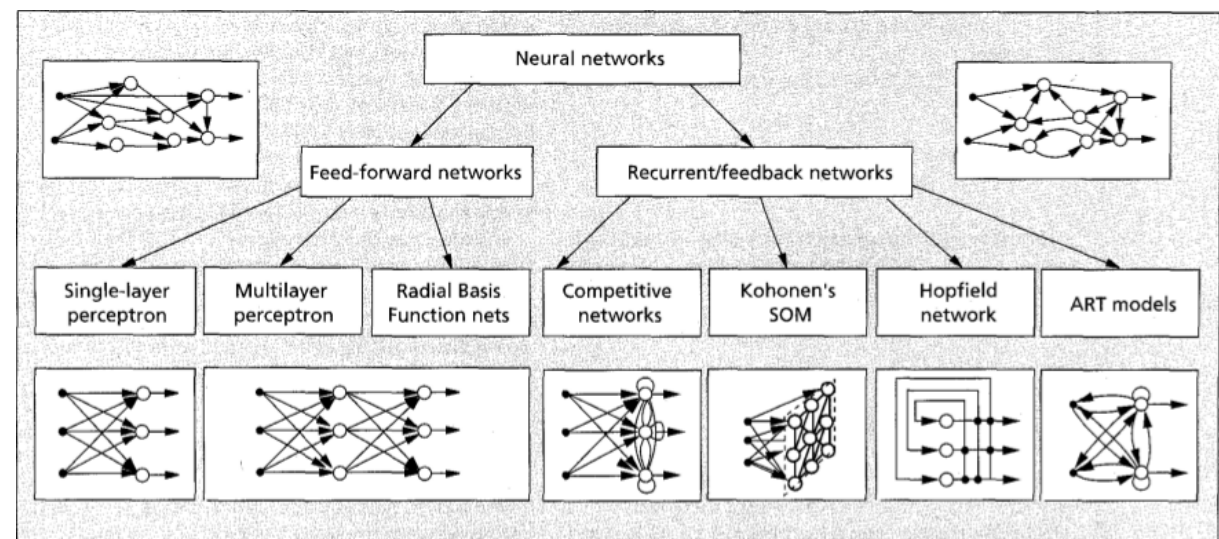 Neural networks
Feed-forward networks
Recurrent/feedback networks
Single-layer
perceptron
Multilayer
perceptron
Radial Basis
Function nets
Competitive
networks
Kohonen's
SOM
Hopfield
network
ART models